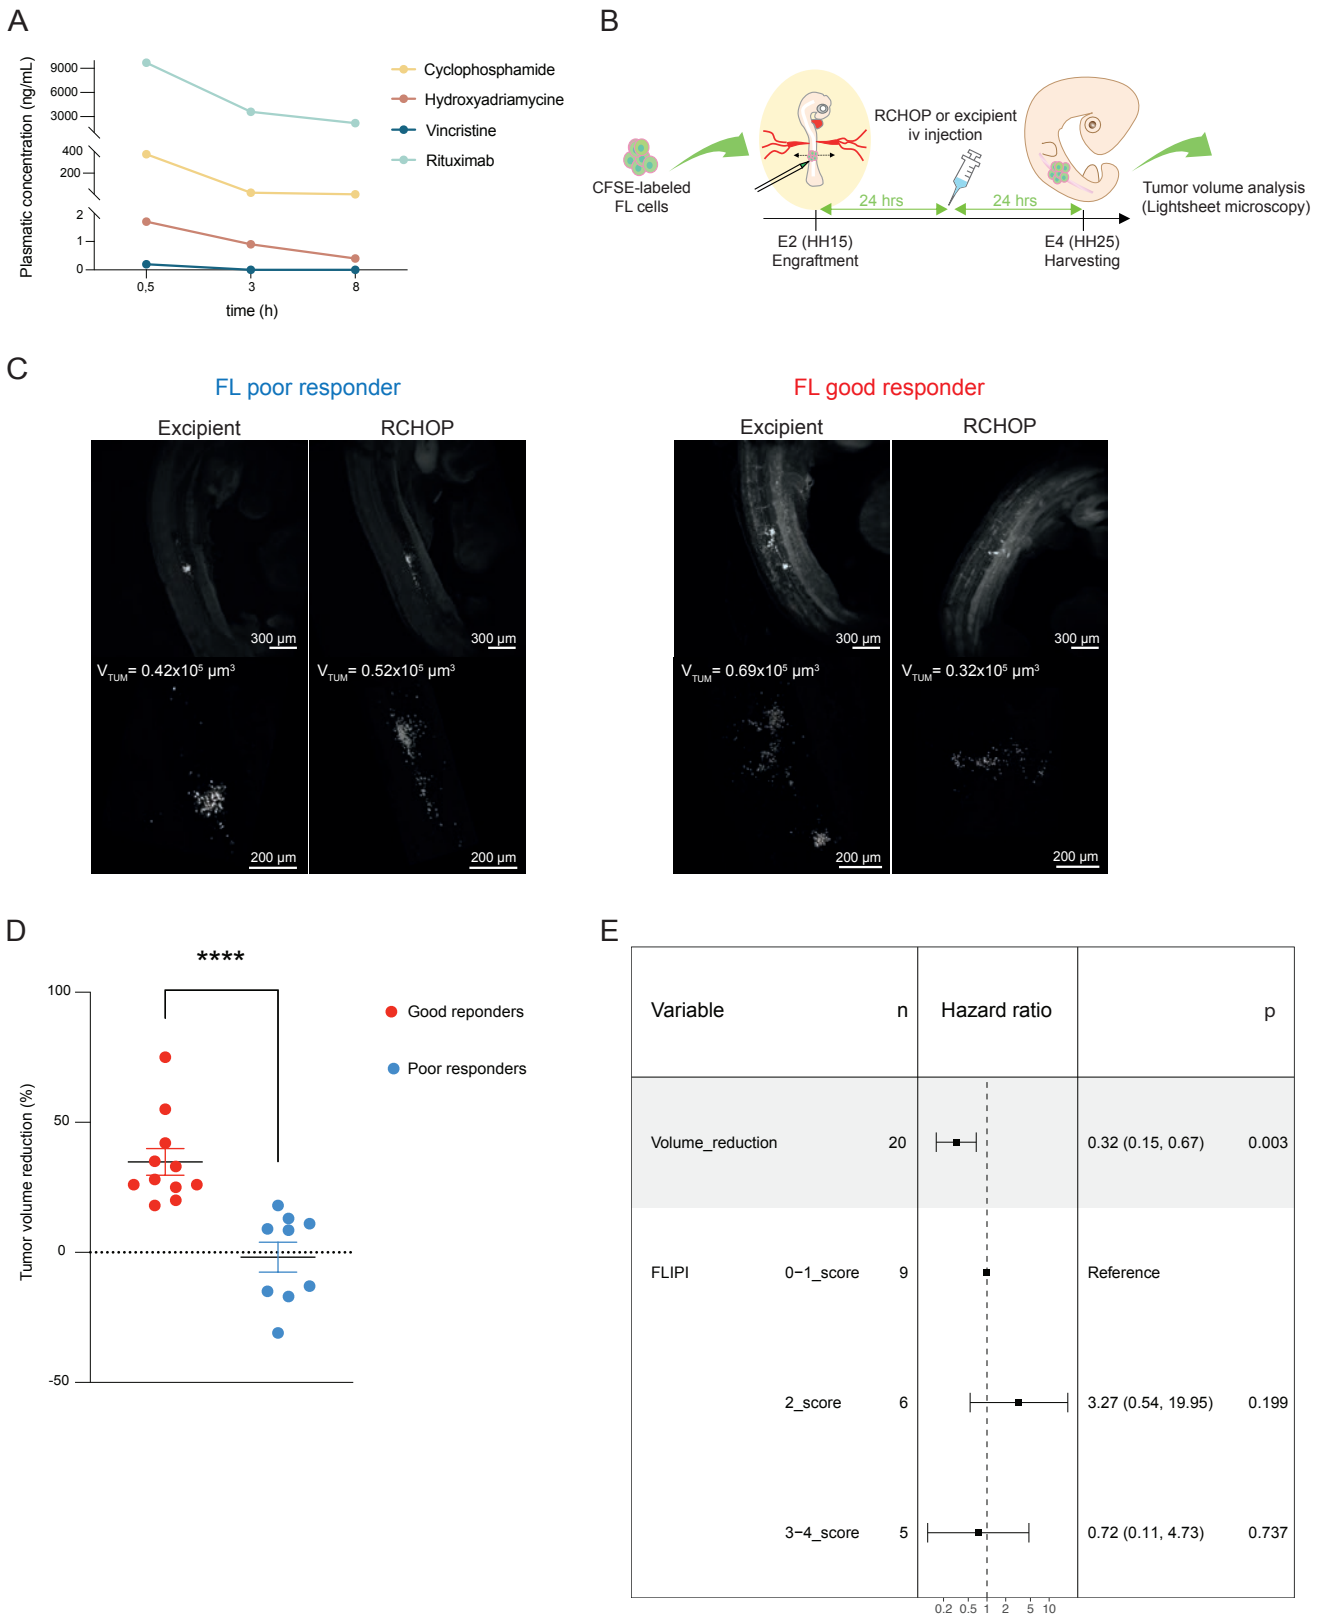 A
Plasmatic concentration (ng/mL)
9000
6000
3000
400
200
2
1
0
0,5
3
8
time (h)
Cyclophosphamide
Hydroxyadriamycine
Vincristine
Rituximab
B
CFSE-labeled
FL cells
RCHOP or excipient
iv injection
24 hrs
24 hrs
E2 (HH15)
Engraftment
E4 (HH25)
Harvesting
Tumor volume analysis
(Lightsheet microscopy)
C
FL poor responder
Excipient
RCHOP
300 µm
300 µm
V_TUM= 0.42x10⁵ µm³
V_TUM= 0.52x10⁵ µm³
200 µm
200 µm
FL good responder
Excipient
RCHOP
300 µm
300 µm
V_TUM= 0.69x10⁵ µm³
V_TUM= 0.32x10⁵ µm³
200 µm
200 µm
D
Tumor volume reduction (%)
****
100
50
0
-50
Good reponders
Poor responders
E
Variable n Hazard ratio p
Volume_reduction 20 0.32 (0.15, 0.67) 0.003
FLIPI 0−1_score 9 Reference
2_score 6 3.27 (0.54, 19.95) 0.199
3−4_score 5 0.72 (0.11, 4.73) 0.737
0.2 0.5 1 2 5 10